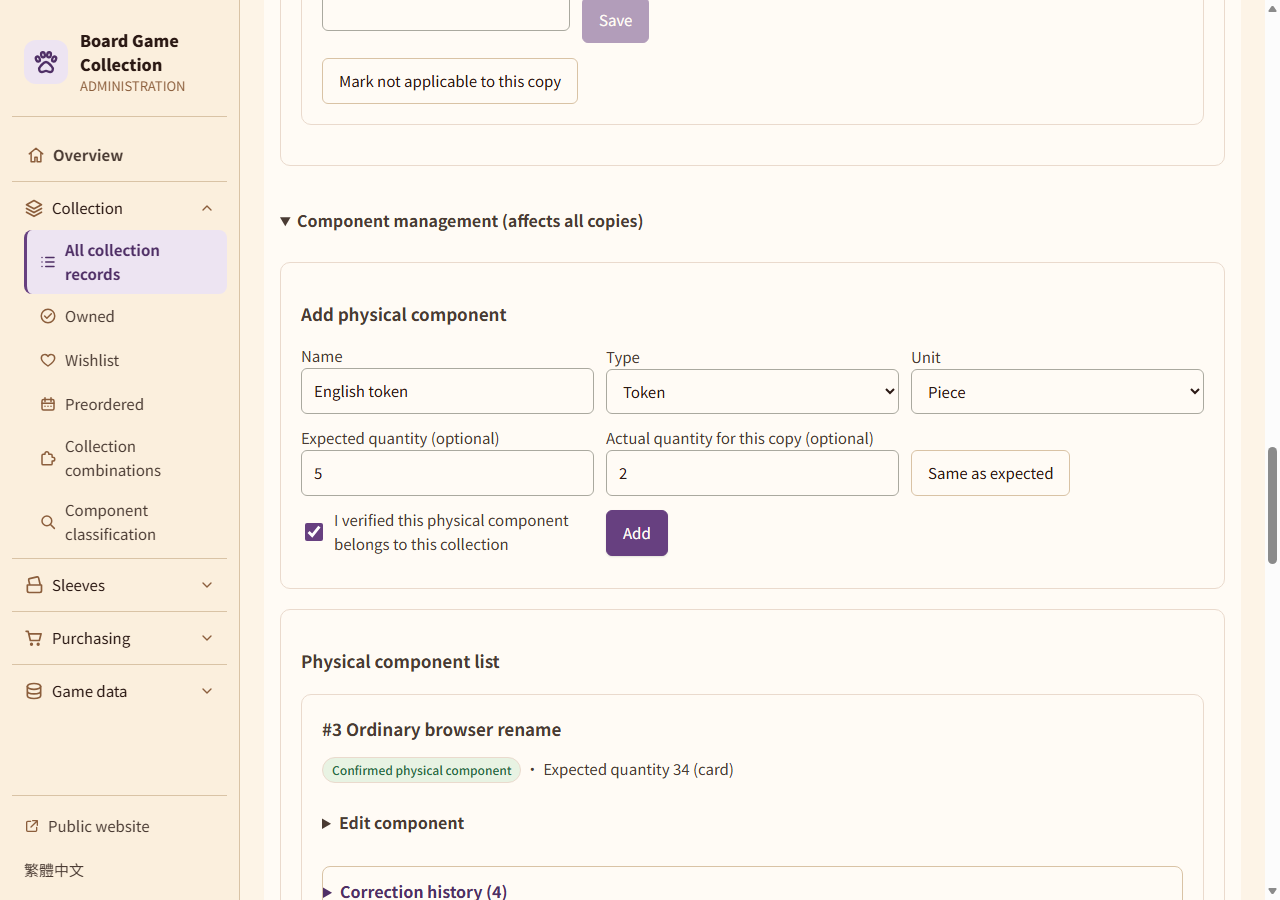 Board Game
Collection
ADMINISTRATION
Overview
Collection
All collection
records
Owned
Wishlist
Preordered
Collection
combinations
Component
classification
Sleeves
Purchasing
Game data
Public website
繁體中文
Save
Mark not applicable to this copy
▼ Component management (affects all copies)
Add physical component
Name
Type
Unit
English token
Token
Piece
Expected quantity (optional)
Actual quantity for this copy (optional)
5
2
Same as expected
I verified this physical component
belongs to this collection
Add
Physical component list
#3 Ordinary browser rename
Confirmed physical component · Expected quantity 34 (card)
▶ Edit component
▶ Correction history (4)